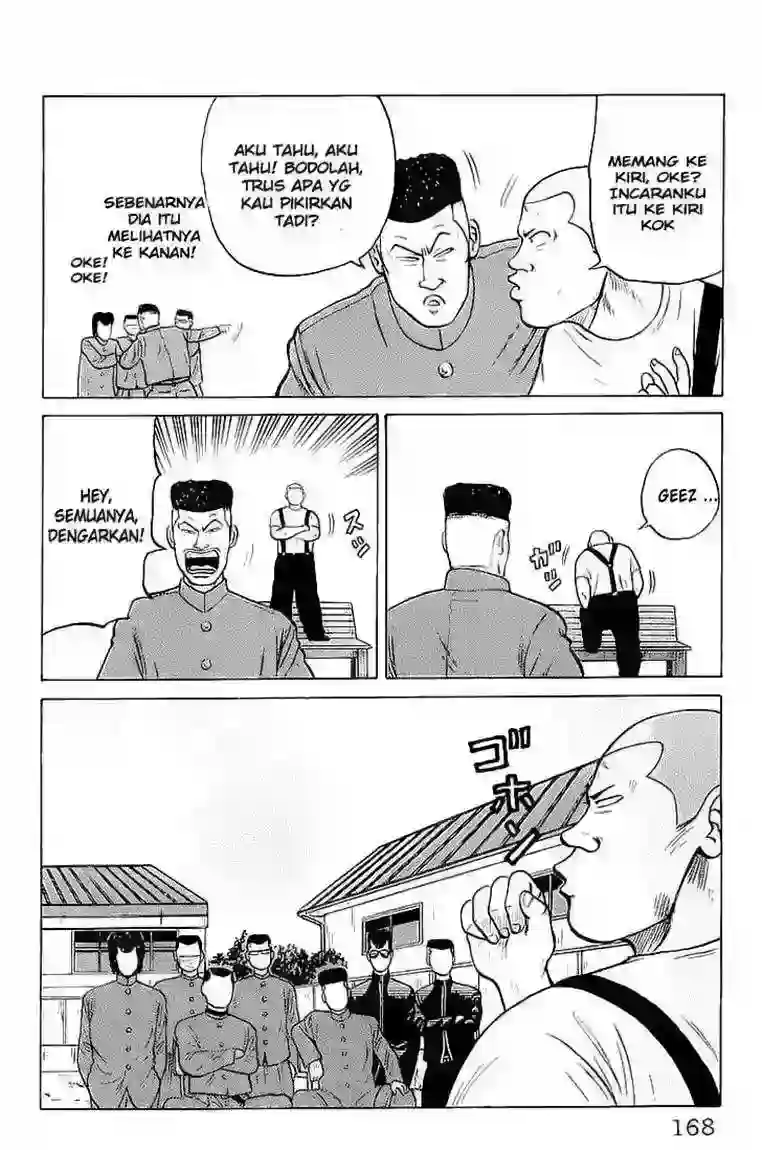 MEMANG KE
KIRI, OKE?
INCARANKU
ITU KE KIRI
KOK
AKU TAHU, AKU
TAHU! BODOLAH,
TRUS APA YG
KAU PIKIRKAN
TADI?
SEBENARNYA
DIA ITU
MELIHATNYA
KE KANAN!
OKE!
OKE!
GEEZ ...
ガバッ
HEY,
SEMUANYA,
DENGARKAN!
スッ
ゴホン
168